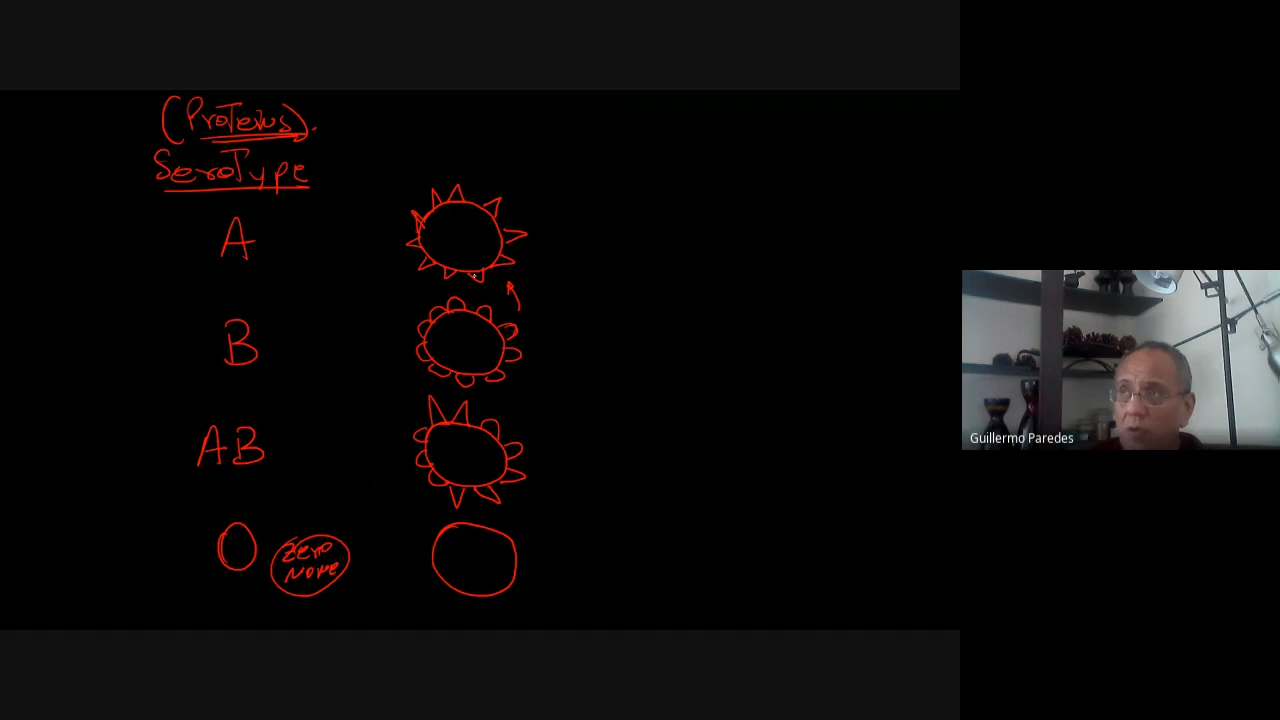 (Proteins).
SeroType
A
B
AB
O
Zero
None
Guillermo Paredes